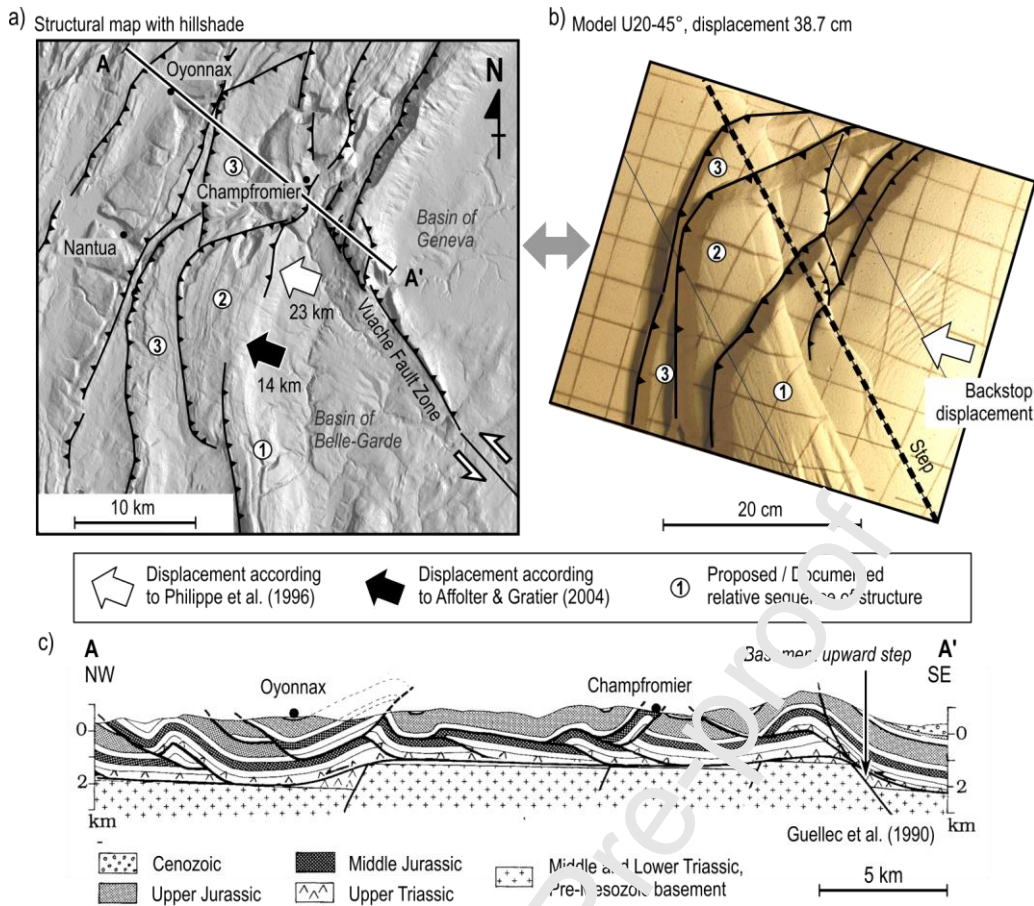 a) Structural map with hillshade
A
Oyonnax
N
3
Champfromier
Basin of
Geneva
Nantua
A'
2
23 km
3
14 km
Vuache Fault Zone
Basin of
Belle-Garde
1
10 km
b) Model U20-45°, displacement 38.7 cm
3
2
3
1
Backstop
displacement
Step
20 cm
Displacement according
to Philippe et al. (1996)
Displacement according
to Affolter & Gratier (2004)
1
Proposed / Documented
relative sequence of structure
Pre-proof
c)
A
NW
Oyonnax
Champfromier
Basement upward step
A'
SE
0
2
km
0
2
km
Guellec et al. (1990)
Cenozoic
Upper Jurassic
Middle Jurassic
Upper Triassic
Middle and Lower Triassic,
Pre-Mesozoic basement
5 km